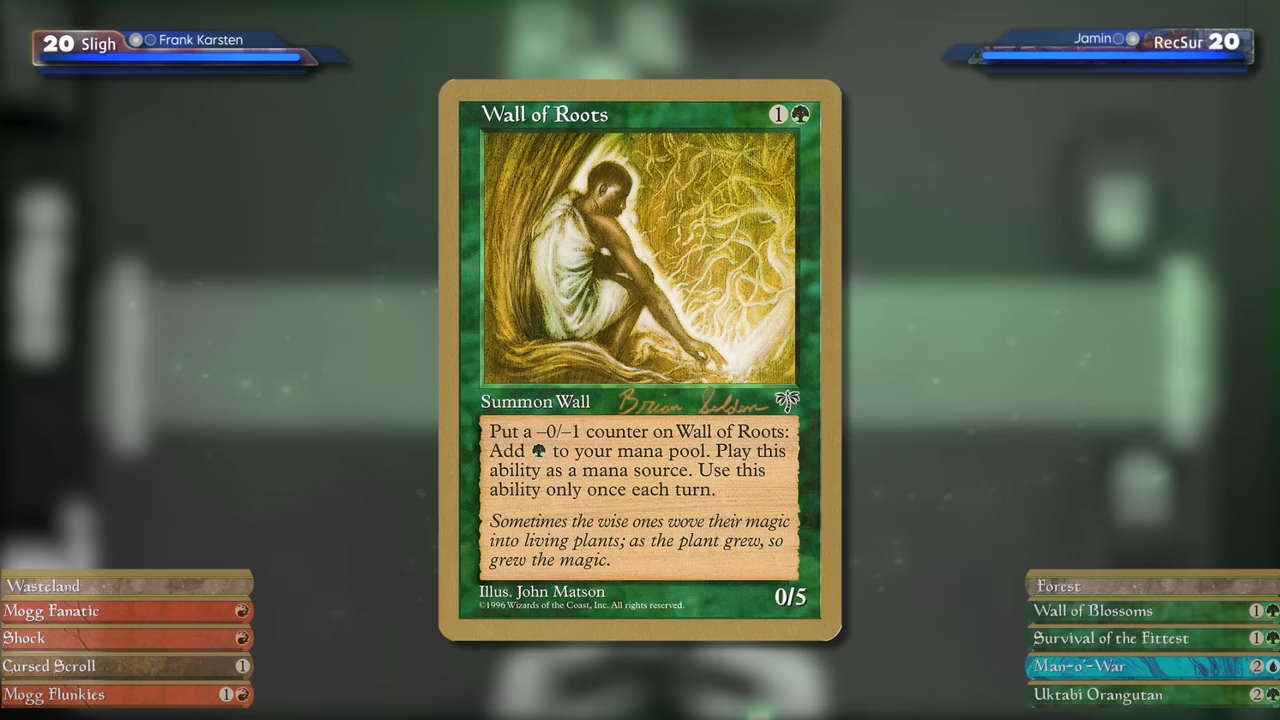 20 Sligh Frank Karsten
Jamin RecSur 20
Wall of Roots 1
Summon Wall Brian Selden
Put a –0/–1 counter on Wall of Roots:
Add to your mana pool. Play this
ability as a mana source. Use this
ability only once each turn.
Sometimes the wise ones wove their magic
into living plants; as the plant grew, so
grew the magic.
Illus. John Matson
©1996 Wizards of the Coast, Inc. All rights reserved.
0/5
Wasteland
Mogg Fanatic
Shock
Cursed Scroll 1
Mogg Flunkies 1
Forest
Wall of Blossoms 1
Survival of the Fittest 1
Man-o'-War 2
Uktabi Orangutan 2